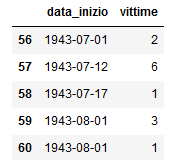 data_inizio vittime
56 1943-07-01 2
57 1943-07-12 6
58 1943-07-17 1
59 1943-08-01 3
60 1943-08-01 1